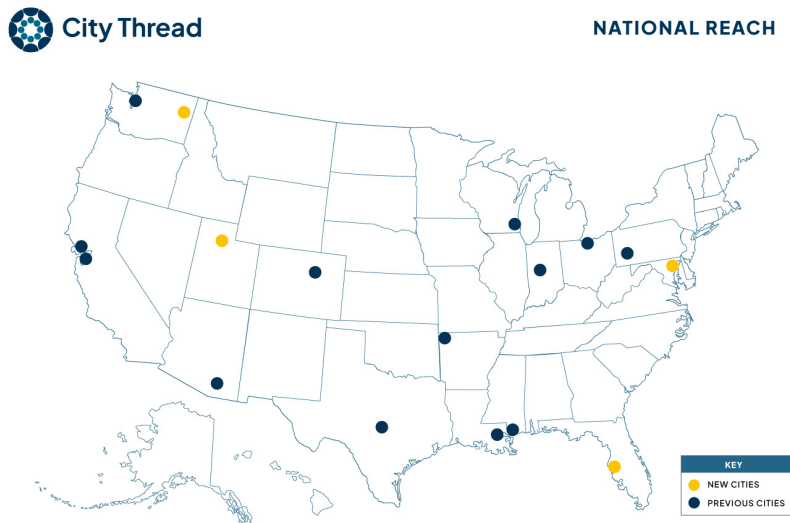 City Thread
NATIONAL REACH
KEY
NEW CITIES
PREVIOUS CITIES